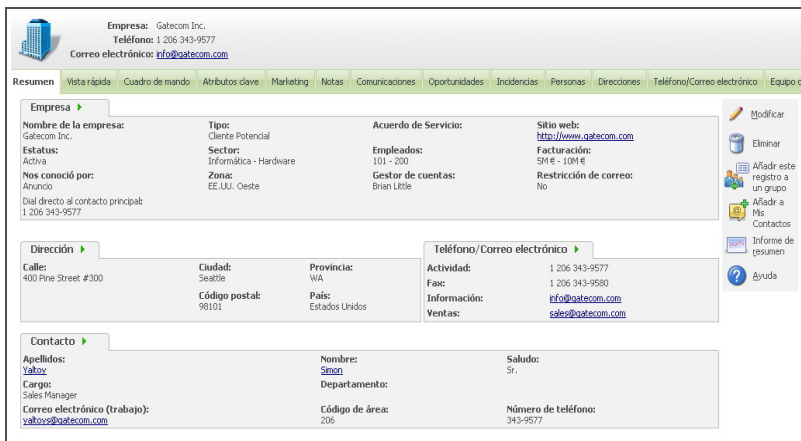 Empresa: Gatecom Inc.
Teléfono: 1 206 343-9577
Correo electrónico: info@gatecom.com
Resumen Vista rápida Cuadro de mando Atributos clave Marketing Notas Comunicaciones Oportunidades Incidencias Personas Direcciones Teléfono/Correo electrónico Equipo
Empresa
Nombre de la empresa: Tipo: Acuerdo de Servicio: Sitio web:
Gatecom Inc. Cliente Potencial http://www.gatecom.com
Estatus: Sector: Empleados: Facturación:
Activa Informática - Hardware 101 - 200 5M € - 10M €
Nos conoció por: Zona: Gestor de cuentas: Restricción de correo:
Anuncio EE.UU. Oeste Brian Little No
Dial directo al contacto principal:
1 206 343-9577
Modificar
Eliminar
Añadir este
registro a
un grupo
Añadir a
Mis
Contactos
Informe de
resumen
Ayuda
Dirección
Calle: Ciudad: Provincia:
400 Pine Street #300 Seattle WA
Código postal: País:
98101 Estados Unidos
Teléfono/Correo electrónico
Actividad: 1 206 343-9577
Fax: 1 206 343-9580
Información: info@gatecom.com
Ventas: sales@gatecom.com
Contacto
Apellidos: Nombre: Saludo:
Yaltoy Simon Sr.
Cargo: Departamento:
Sales Manager
Correo electrónico (trabajo): Código de área: Número de teléfono:
yaltoys@gatecom.com 206 343-9577